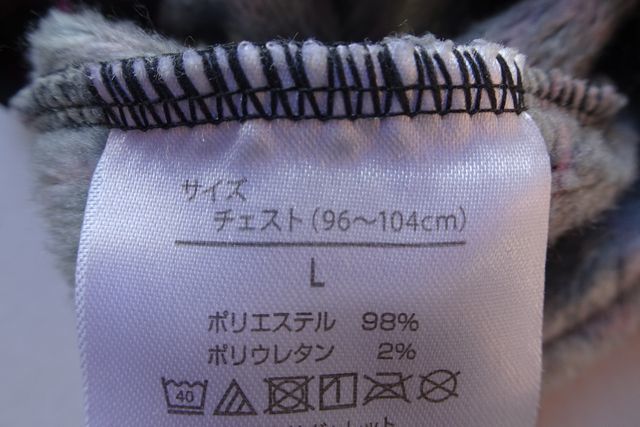 サイズ
チェスト(96〜104cm)
L
ポリエステル 98%
ポリウレタン 2%
40